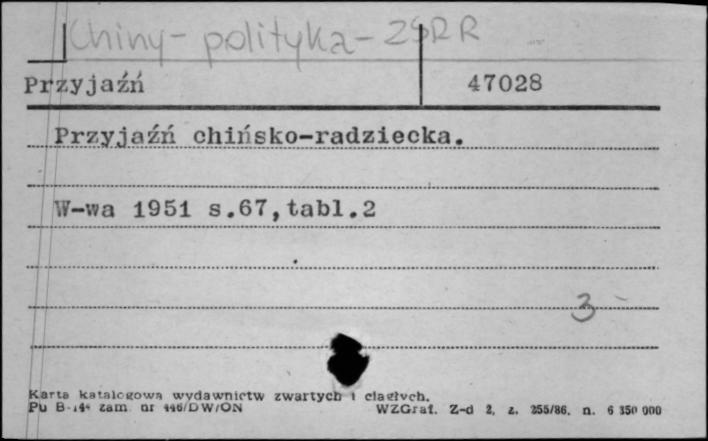 Chiny - polityka - ZSRR
Przyjaźń 47028
Przyjaźń chińsko-radziecka.
W-wa 1951 s.67,tabl.2
3
Karta katalogowa wydawnictw zwartych i ciągłych.
Pu B-144 zam. nr 446/DW/ON WZGraf. Z-d 2, z. 255/86. n. 6 350 000